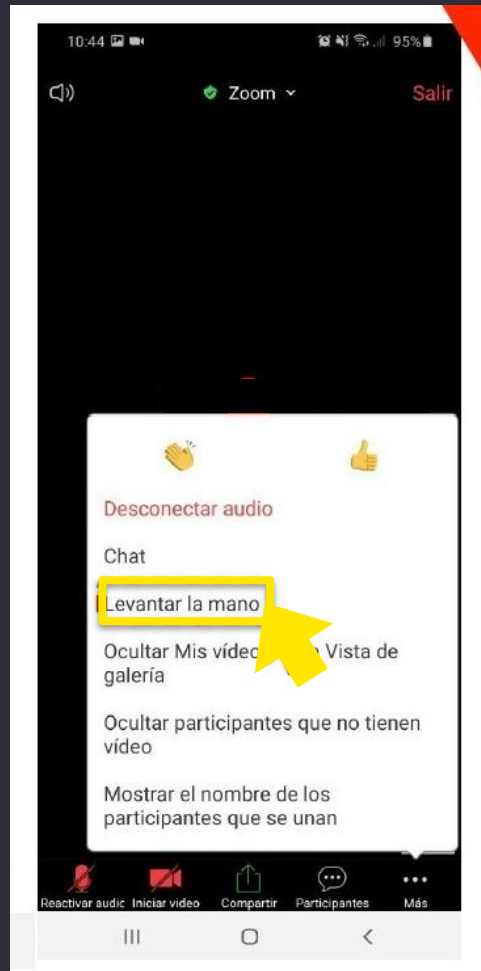 10:44 95%
Zoom Salir
Desconectar audio
Chat
Levantar la mano
Ocultar Mis vídeo Vista de
galería
Ocultar participantes que no tienen
vídeo
Mostrar el nombre de los
participantes que se unan
Reactivar audic Iniciar video Compartir Participantes Más